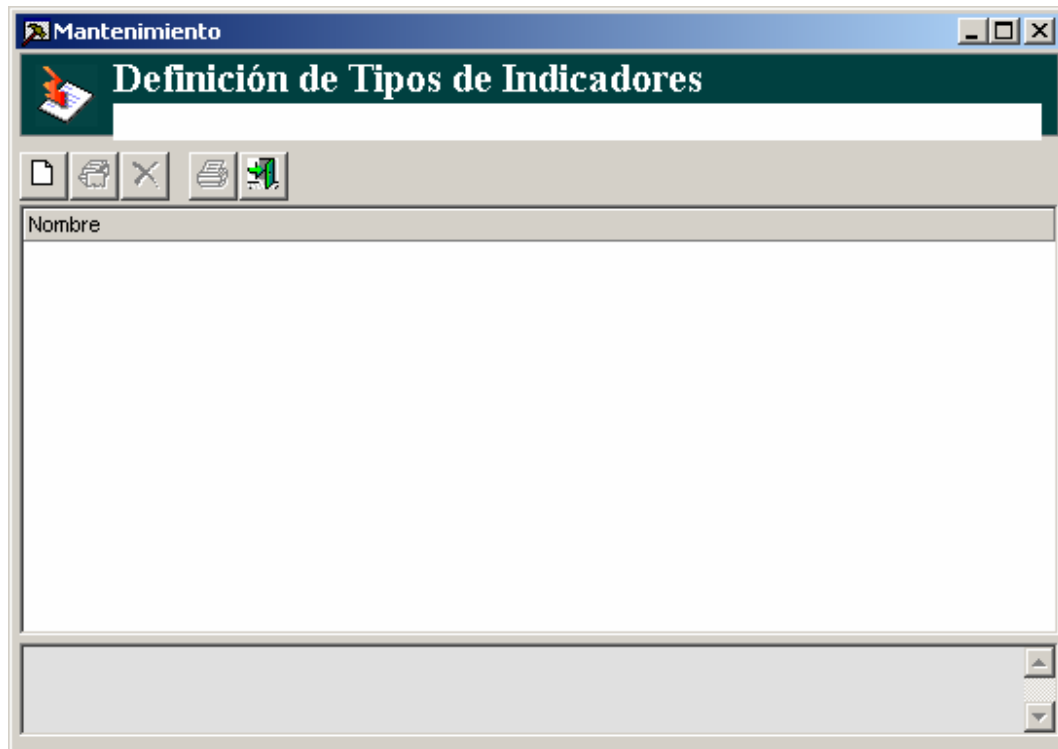 Mantenimiento
Definición de Tipos de Indicadores
Nombre